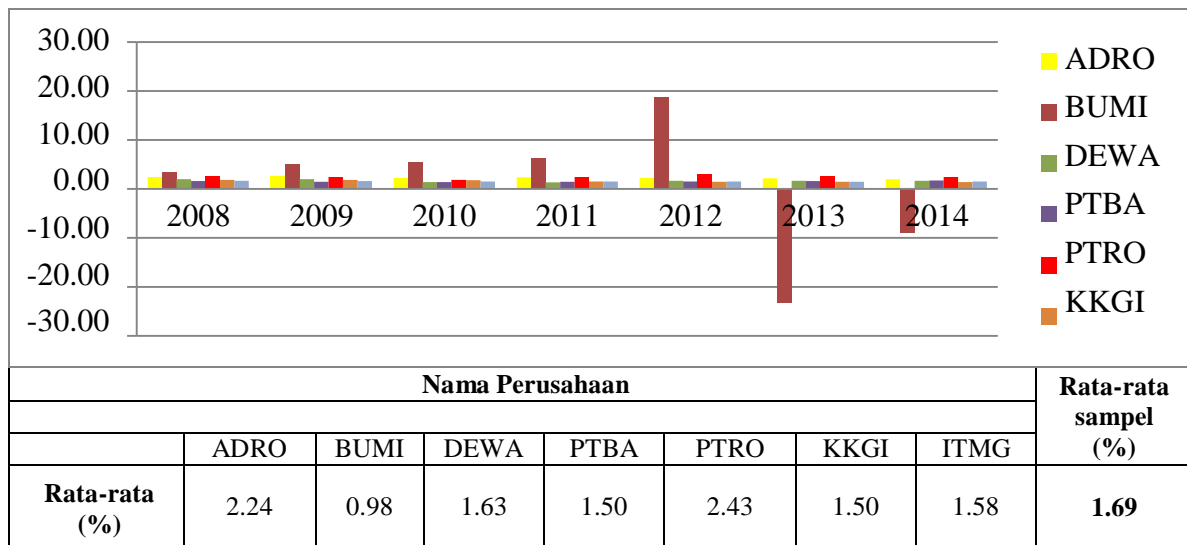 30.00
20.00
10.00
0.00
-10.00
-20.00
-30.00
2008 2009 2010 2011 2012 2013 2014
ADRO
BUMI
DEWA
PTBA
PTRO
KKGI
Nama Perusahaan
Rata-rata
sampel
(%)
ADRO BUMI DEWA PTBA PTRO KKGI ITMG
Rata-rata
(%)
2.24 0.98 1.63 1.50 2.43 1.50 1.58 1.69